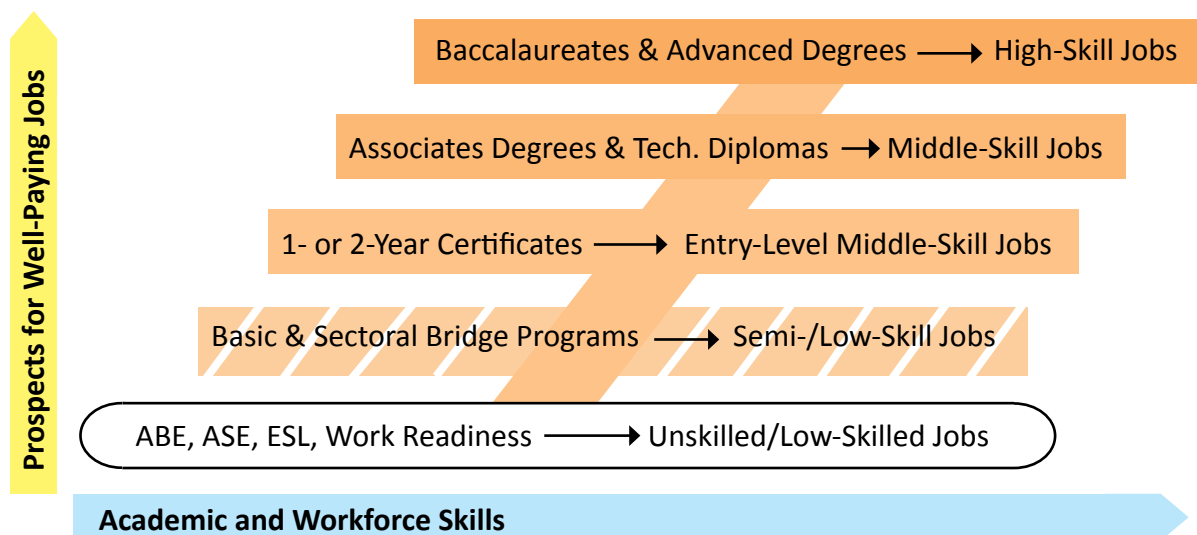 Prospects for Well-Paying Jobs
Baccalaureates & Advanced Degrees → High-Skill Jobs
Associates Degrees & Tech. Diplomas → Middle-Skill Jobs
1- or 2-Year Certificates → Entry-Level Middle-Skill Jobs
Basic & Sectoral Bridge Programs → Semi-/Low-Skill Jobs
ABE, ASE, ESL, Work Readiness → Unskilled/Low-Skilled Jobs
Academic and Workforce Skills